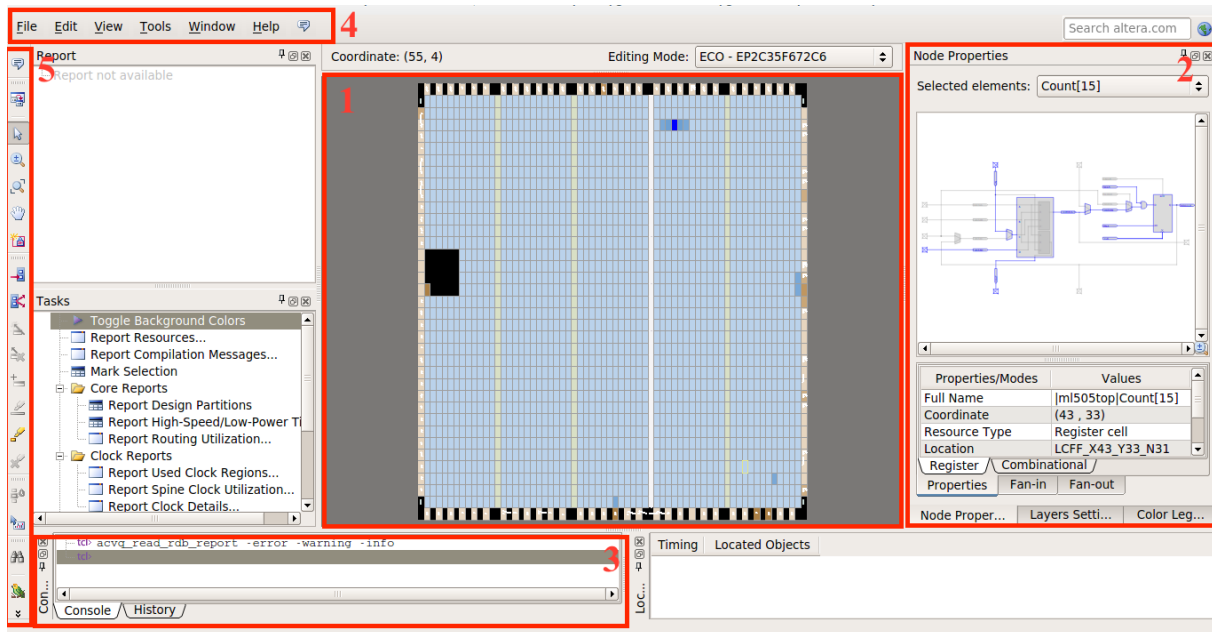 File Edit View Tools Window Help
4
Search altera.com
5
Report
Report not available
Coordinate: (55, 4)
Editing Mode: ECO - EP2C35F672C6
1
Node Properties
2
Selected elements: Count[15]
Tasks
Toggle Background Colors
Report Resources...
Report Compilation Messages...
Mark Selection
Core Reports
Report Design Partitions
Report High-Speed/Low-Power Ti
Report Routing Utilization...
Clock Reports
Report Used Clock Regions...
Report Spine Clock Utilization...
Report Clock Details...
Properties/Modes Values
Full Name |ml505top|Count[15]
Coordinate (43 , 33)
Resource Type Register cell
Location LCFF_X43_Y33_N31
Register Combinational
Properties Fan-in Fan-out
Node Proper... Layers Setti... Color Leg...
tcl> acvq_read_rdb_report -error -warning -info
tcl>
3
Con...
Console History
Loc...
Timing Located Objects